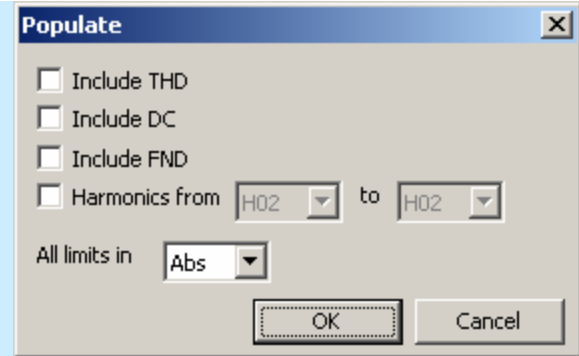 Populate
Include THD
Include DC
Include FND
Harmonics from H02 to H02
All limits in Abs
OK Cancel